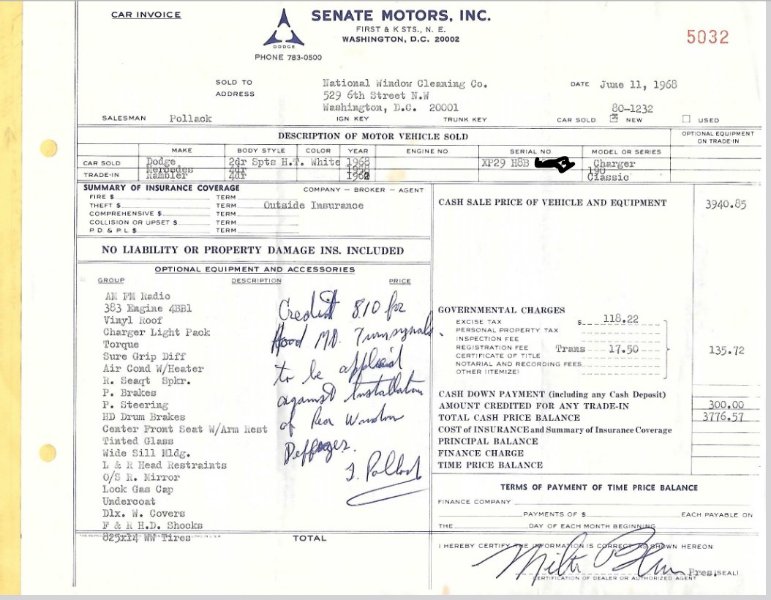 CAR INVOICE
SENATE MOTORS, INC.
FIRST & K STS., N. E.
WASHINGTON, D.C. 20002
DODGE
PHONE 783-0500
5032
SOLD TO National Window Cleaning Co. DATE June 11, 1968
ADDRESS 529 6th Street N.W
Washington, D.C. 20001 80-1232
SALESMAN Pollack IGN KEY TRUNK KEY CAR SOLD NEW USED
DESCRIPTION OF MOTOR VEHICLE SOLD OPTIONAL EQUIPMENT ON TRADE-IN
MAKE BODY STYLE COLOR YEAR ENGINE NO SERIAL NO MODEL OR SERIES
CAR SOLD Dodge 2dr Spts H.T. White 1968 XP29 H8B Charger
Mercedes 4dr 190
TRADE-IN Rambler 4dr 1962 Classic
SUMMARY OF INSURANCE COVERAGE COMPANY - BROKER - AGENT
FIRE $ TERM
THEFT $ TERM Outside Insurance
COMPREHENSIVE $ TERM
COLLISION OR UPSET $ TERM
P D & P L $ TERM
NO LIABILITY OR PROPERTY DAMAGE INS. INCLUDED
OPTIONAL EQUIPMENT AND ACCESSORIES
GROUP DESCRIPTION PRICE
AM FM Radio
383 Engine 4BBl
Vinyl Roof
Charger Light Pack
Torque
Sure Grip Diff
Air Cond W/Heater
R. Seaqt Spkr.
P. Brakes
P. Steering
HD Drum Brakes
Center Front Seat W/Arm Rest
Tinted Glass
Wide Sill Mldg.
L & R Head Restraints
O/S R. Mirror
Lock Gas Cap
Undercoat
Dlx. W. Covers
F & R H.D. Shocks
825x14 WW Tires
TOTAL
Credit 8.10 for
Hood Md. Turnsignals
to be applied
against Installation
of Rear Window
Deffoger.
Pollack
CASH SALE PRICE OF VEHICLE AND EQUIPMENT 3940.85
GOVERNMENTAL CHARGES
EXCISE TAX $ 118.22
PERSONAL PROPERTY TAX
INSPECTION FEE
REGISTRATION FEE Trans 17.50 135.72
CERTIFICATE OF TITLE
NOTARIAL AND RECORDING FEES
OTHER (ITEMIZE)
CASH DOWN PAYMENT (including any Cash Deposit)
AMOUNT CREDITED FOR ANY TRADE-IN 300.00
TOTAL CASH PRICE BALANCE 3776.57
COST OF INSURANCE and Summary of Insurance Coverage
PRINCIPAL BALANCE
FINANCE CHARGE
TIME PRICE BALANCE
TERMS OF PAYMENT OF TIME PRICE BALANCE
FINANCE COMPANY
PAYMENTS OF $ EACH PAYABLE ON
THE DAY OF EACH MONTH BEGINNING
I HEREBY CERTIFY THE INFORMATION IS CORRECT AS SHOWN HEREON
Pres (SEAL)
CERTIFICATION OF DEALER OR AUTHORIZED AGENT